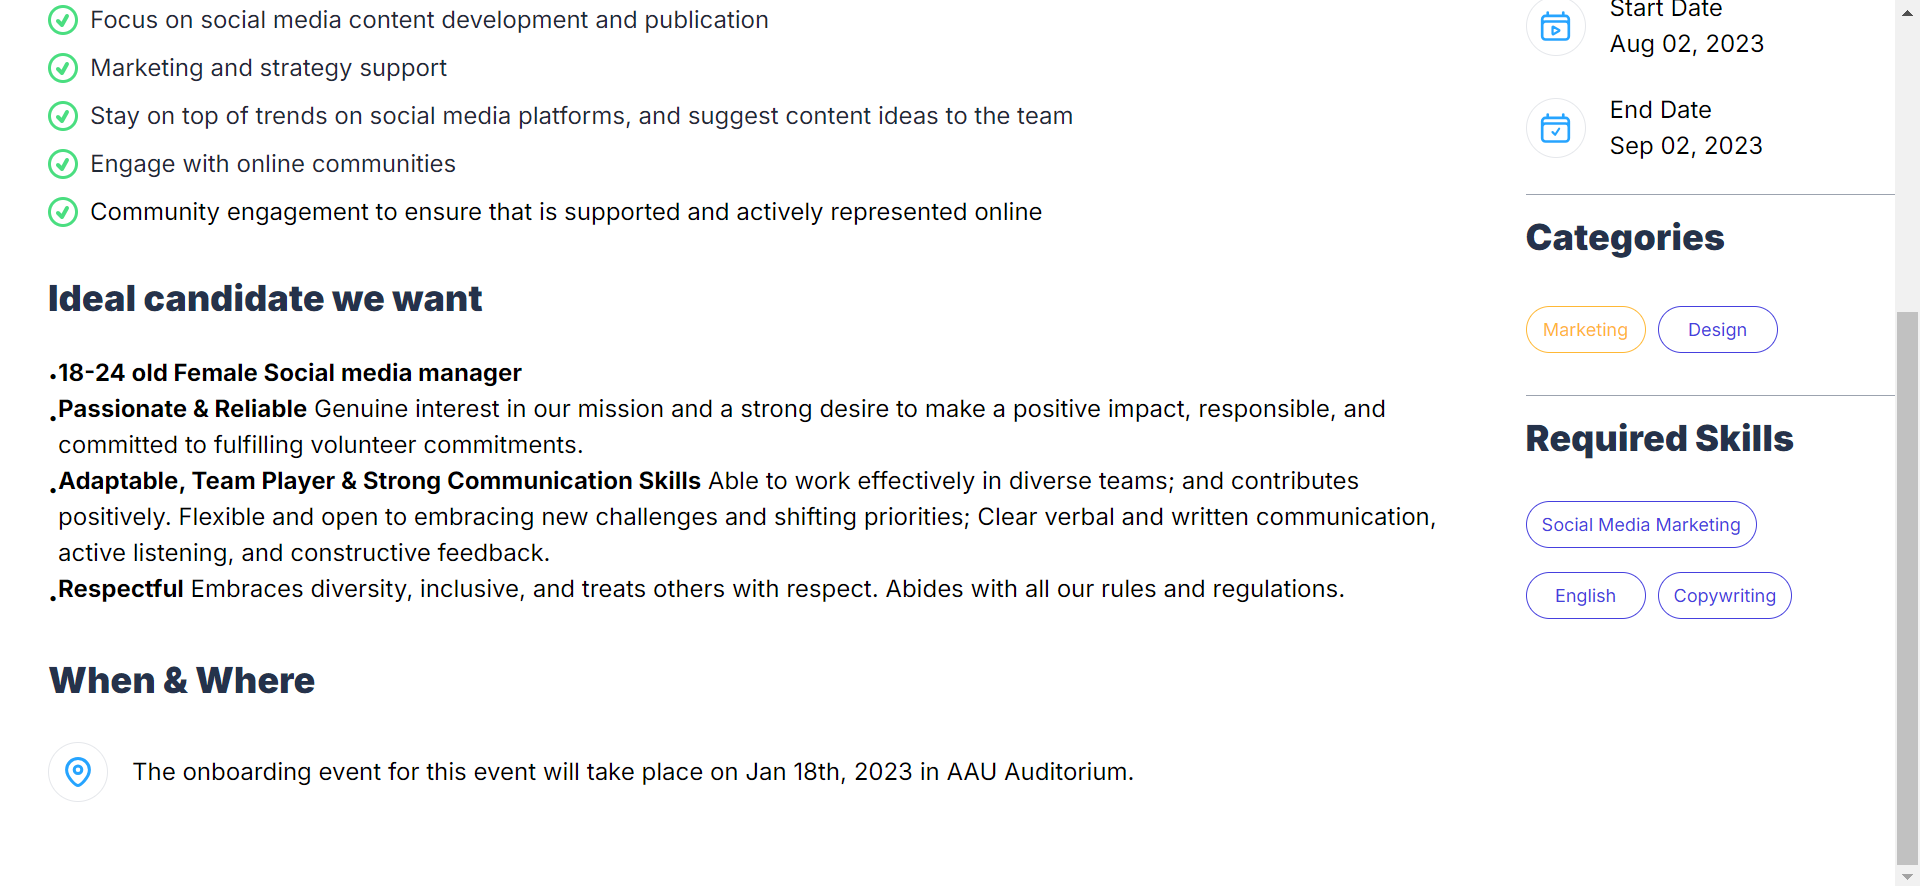 Focus on social media content development and publication
Marketing and strategy support
Stay on top of trends on social media platforms, and suggest content ideas to the team
Engage with online communities
Community engagement to ensure that is supported and actively represented online
Ideal candidate we want
•18-24 old Female Social media manager
•Passionate & Reliable Genuine interest in our mission and a strong desire to make a positive impact, responsible, and
committed to fulfilling volunteer commitments.
•Adaptable, Team Player & Strong Communication Skills Able to work effectively in diverse teams; and contributes
positively. Flexible and open to embracing new challenges and shifting priorities; Clear verbal and written communication,
active listening, and constructive feedback.
•Respectful Embraces diversity, inclusive, and treats others with respect. Abides with all our rules and regulations.
When & Where
The onboarding event for this event will take place on Jan 18th, 2023 in AAU Auditorium.
Start Date
Aug 02, 2023
End Date
Sep 02, 2023
Categories
Marketing
Design
Required Skills
Social Media Marketing
English
Copywriting